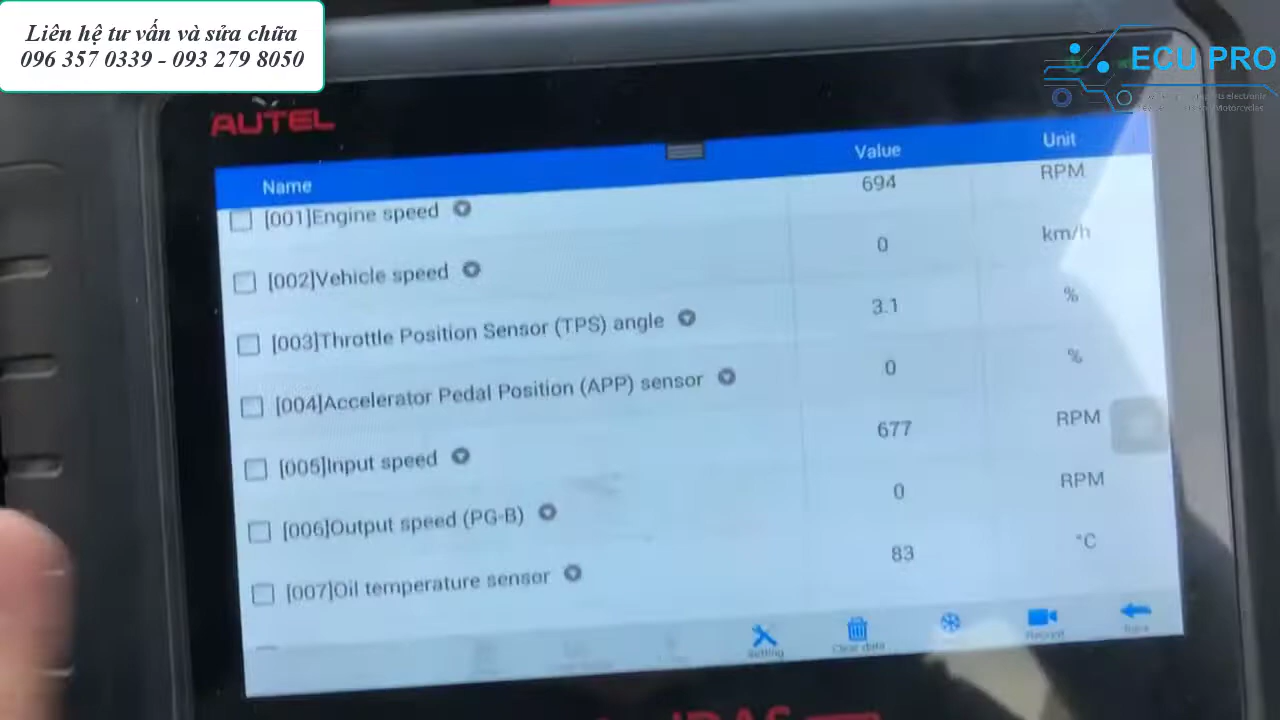 Liên hệ tư vấn và sửa chữa
096 357 0339 - 093 279 8050
ECU PRO
AUTEL
Name Value Unit
[001]Engine speed 694 RPM
[002]Vehicle speed 0 km/h
[003]Throttle Position Sensor (TPS) angle 3.1 %
[004]Accelerator Pedal Position (APP) sensor 0 %
[005]Input speed 677 RPM
[006]Output speed (PG-B) 0 RPM
[007]Oil temperature sensor 83 °C
Setting Clear data Record Back